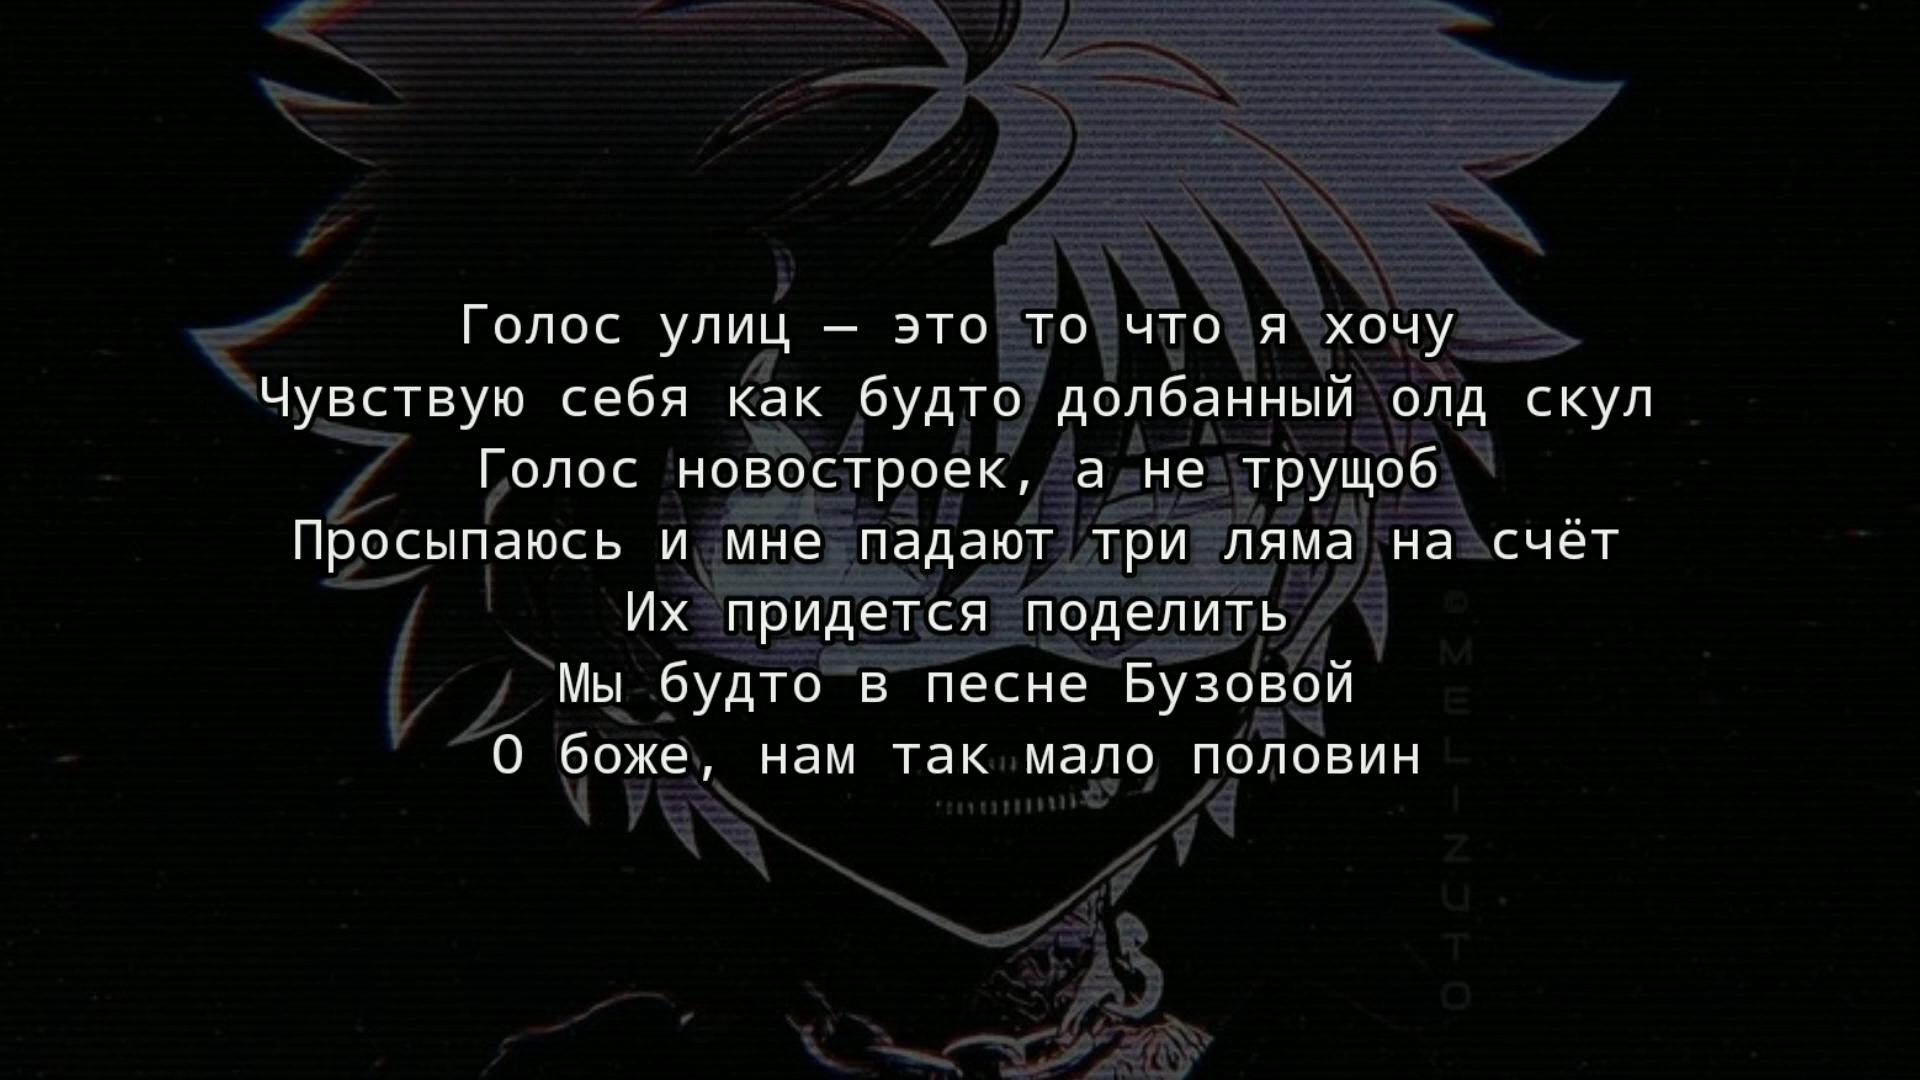 Голос улиц – это то что я хочу
Чувствую себя как будто долбанный олд скул
Голос новостроек, а не трущоб
Просыпаюсь и мне падают три ляма на счёт
Их придется поделить
Мы будто в песне Бузовой
О боже, нам так мало половин
©MELIZUTO